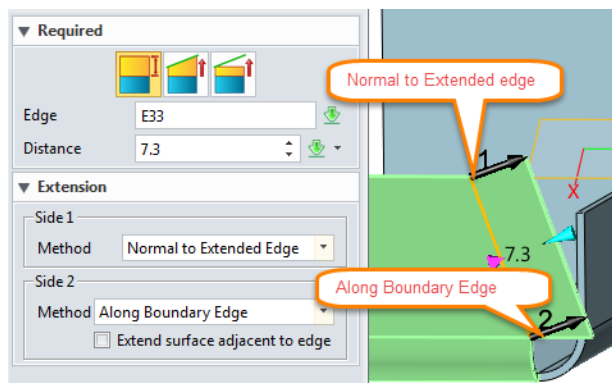 Required
Edge
E33
Distance
7.3
Extension
Side 1
Method
Normal to Extended Edge
Side 2
Method
Along Boundary Edge
Extend surface adjacent to edge
Normal to Extended edge
1
X
7.3
Along Boundary Edge
2